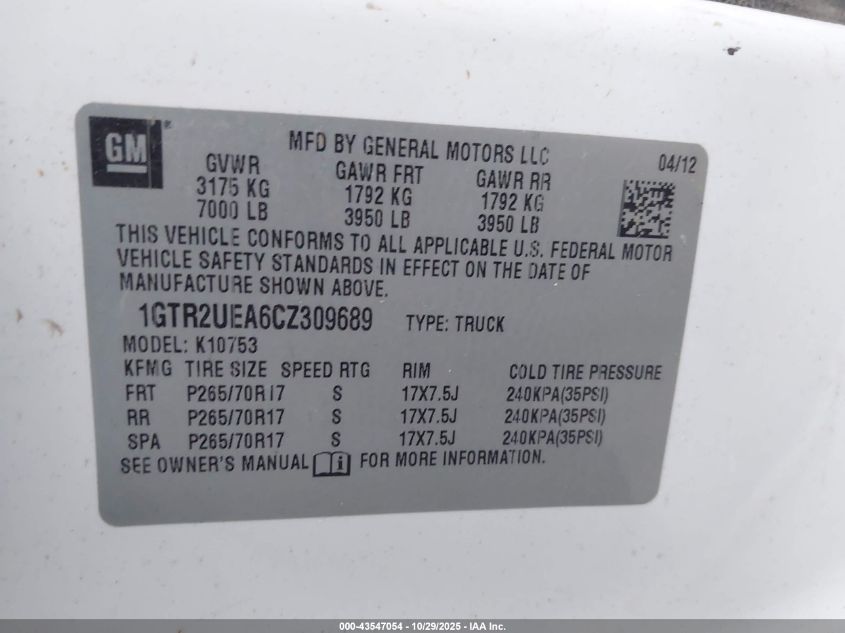 GM
MFD BY GENERAL MOTORS LLC 04/12
GVWR GAWR FRT GAWR RR
3175 KG 1792 KG 1792 KG
7000 LB 3950 LB 3950 LB
THIS VEHICLE CONFORMS TO ALL APPLICABLE U.S. FEDERAL MOTOR
VEHICLE SAFETY STANDARDS IN EFFECT ON THE DATE OF
MANUFACTURE SHOWN ABOVE.
1GTR2UEA6CZ309689 TYPE: TRUCK
MODEL: K10753
KFMG TIRE SIZE SPEED RTG RIM COLD TIRE PRESSURE
FRT P265/70R17 S 17X7.5J 240KPA(35PSI)
RR P265/70R17 S 17X7.5J 240KPA(35PSI)
SPA P265/70R17 S 17X7.5J 240KPA(35PSI)
SEE OWNER'S MANUAL i FOR MORE INFORMATION.
000-43547054 - 10/29/2025 - IAA Inc.